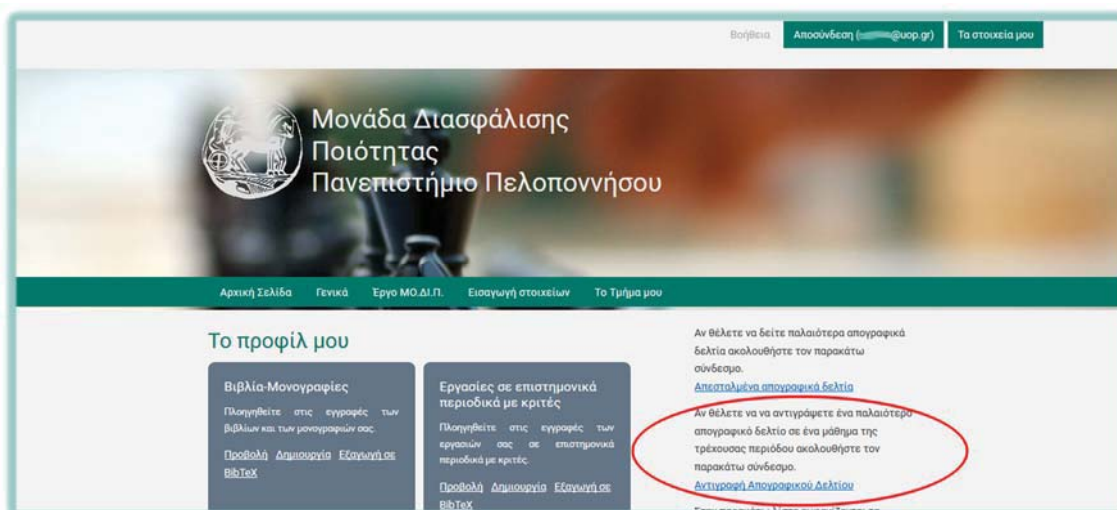 Βοήθεια
Αποσύνδεση (@uop.gr)
Τα στοιχεία μου
Μονάδα Διασφάλισης
Ποιότητας
Πανεπιστήμιο Πελοποννήσου
Αρχική Σελίδα Γενικά Έργο ΜΟ.ΔΙ.Π. Εισαγωγή στοιχείων Το Τμήμα μου
Το προφίλ μου
Βιβλία-Μονογραφίες
Πλοηγηθείτε στις εγγραφές των
βιβλίων και των μονογραφιών σας.
Προβολή Δημιουργία Εξαγωγή σε
BibTeX
Εργασίες σε επιστημονικά
περιοδικά με κριτές
Πλοηγηθείτε στις εγγραφές των
εργασιών σας σε επιστημονικά
περιοδικά με κριτές.
Προβολή Δημιουργία Εξαγωγή σε
BibTeX
Αν θέλετε να δείτε παλαιότερα απογραφικά
δελτία ακολουθήστε τον παρακάτω
σύνδεσμο.
Απεσταλμένα απογραφικά δελτία
Αν θέλετε να να αντιγράψετε ένα παλαιότερο
απογραφικό δελτίο σε ένα μάθημα της
τρέχουσας περιόδου ακολουθήστε τον
παρακάτω σύνδεσμο.
Αντιγραφή Απογραφικού Δελτίου